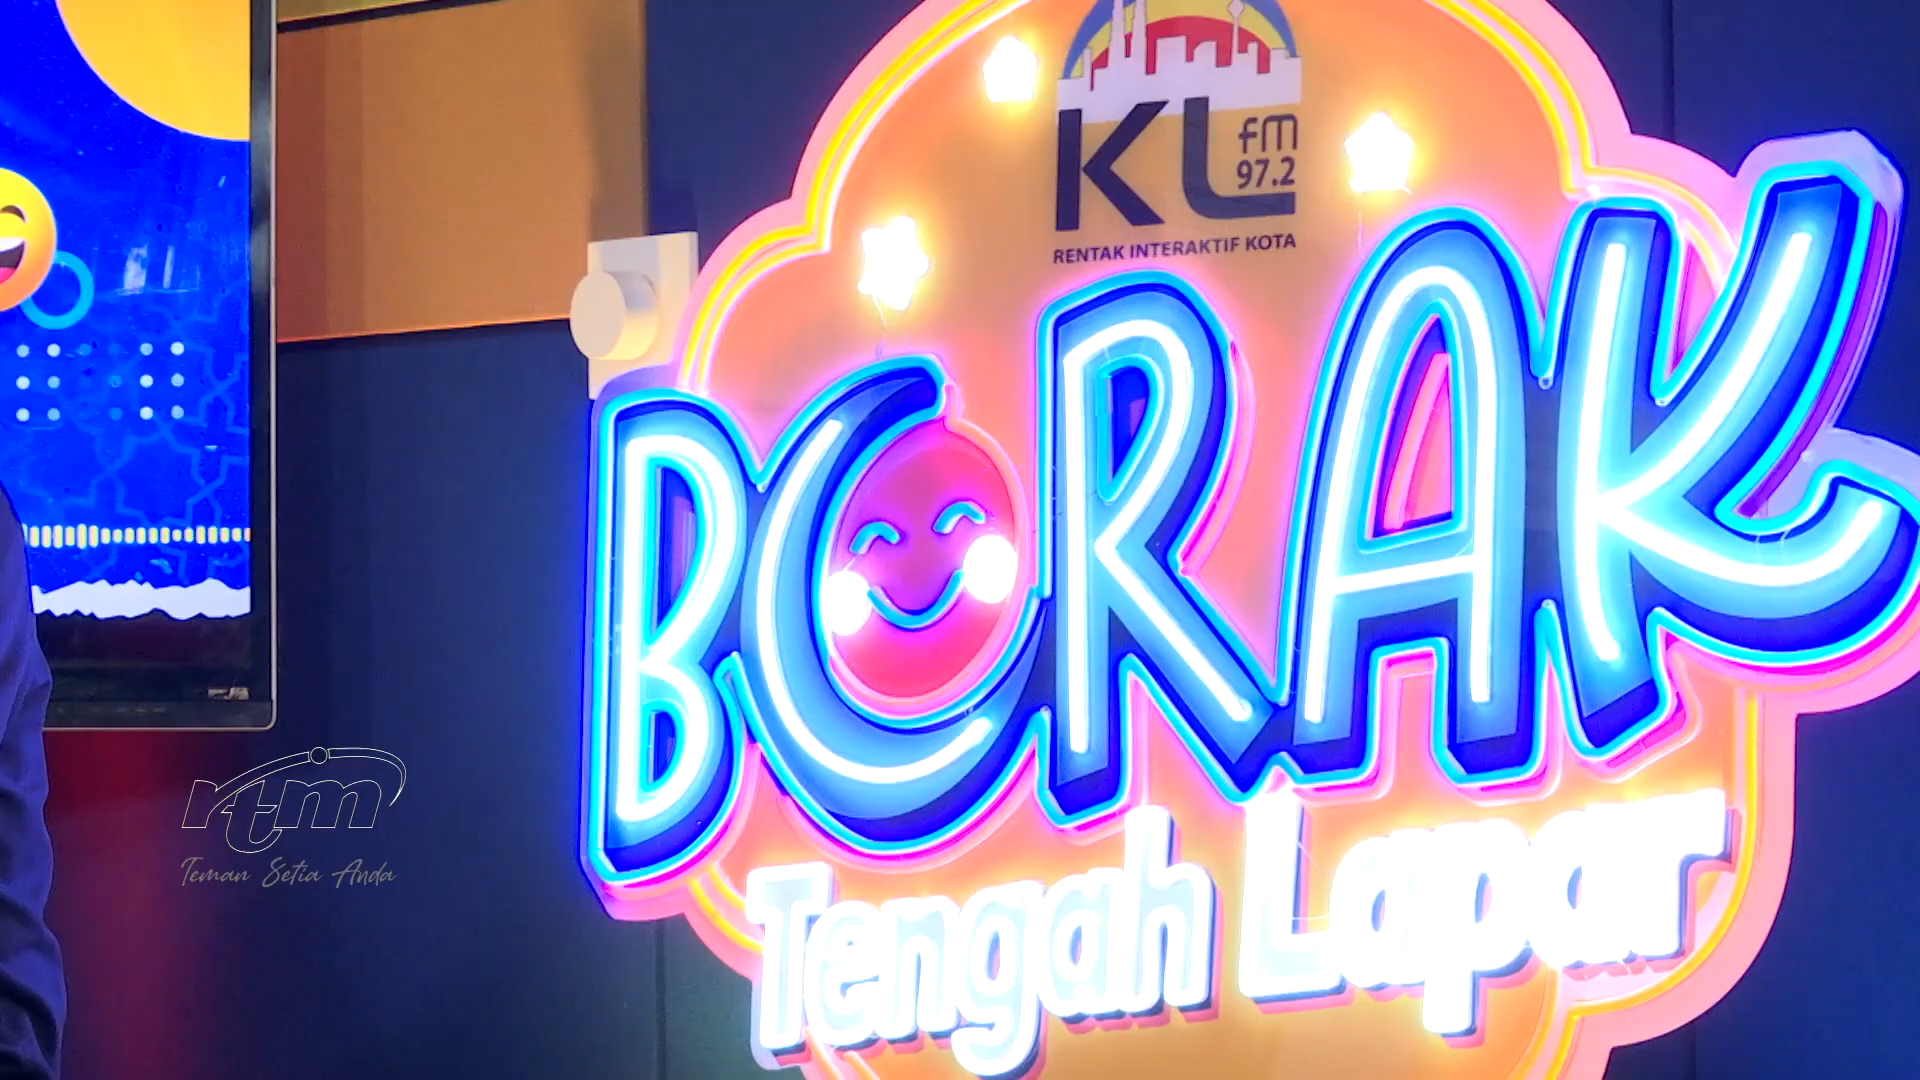 KL
fm
97.2
RENTAK INTERAKTIF KOTA
BORAK
Tengah Lapar
rtm
Teman Setia Anda